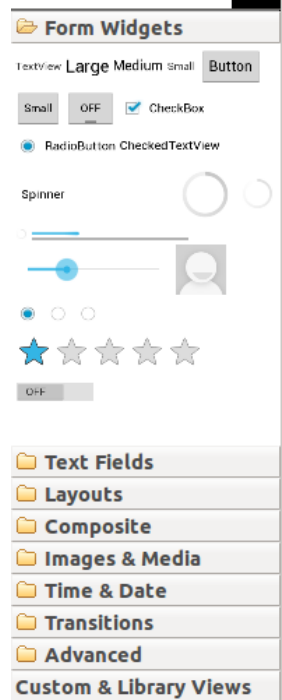 Form Widgets
TextView Large Medium Small Button
Small OFF CheckBox
RadioButton CheckedTextView
Spinner
OFF
Text Fields
Layouts
Composite
Images & Media
Time & Date
Transitions
Advanced
Custom & Library Views